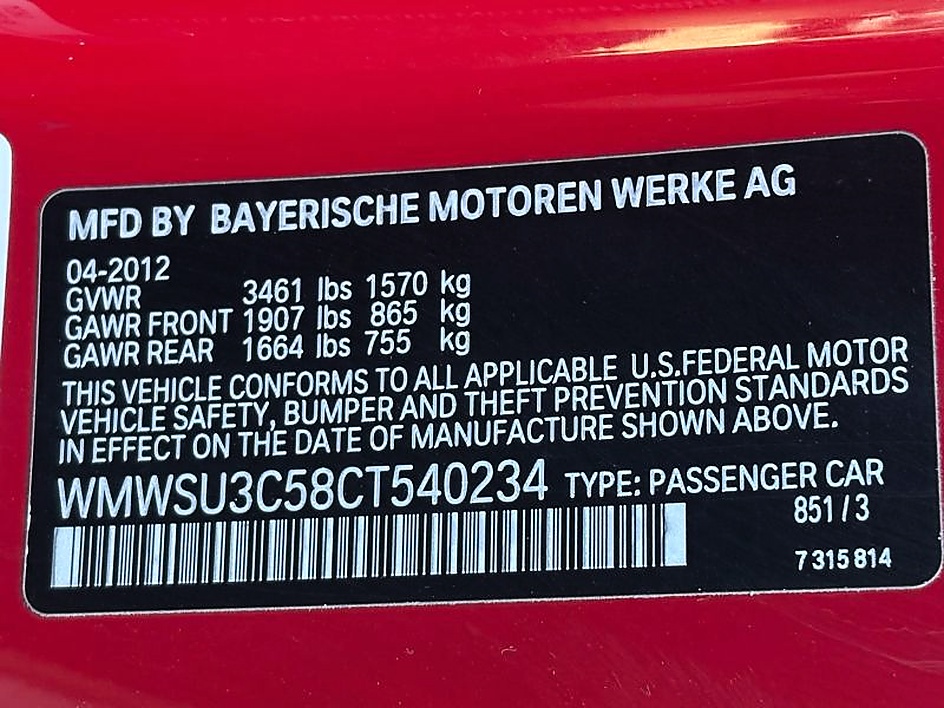 MFD BY BAYERISCHE MOTOREN WERKE AG
04-2012
GVWR 3461 lbs 1570 kg
GAWR FRONT 1907 lbs 865 kg
GAWR REAR 1664 lbs 755 kg
THIS VEHICLE CONFORMS TO ALL APPLICABLE U.S.FEDERAL MOTOR
VEHICLE SAFETY, BUMPER AND THEFT PREVENTION STANDARDS
IN EFFECT ON THE DATE OF MANUFACTURE SHOWN ABOVE.
WMWSU3C58CT540234 TYPE: PASSENGER CAR
851/3
7 315 814